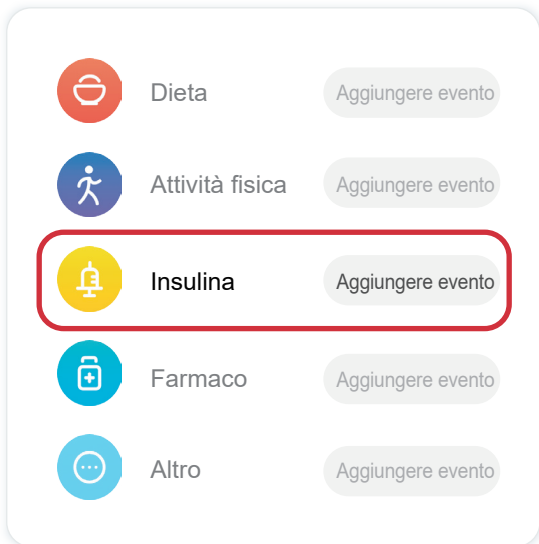 Dieta Aggiungere evento
Attività fisica Aggiungere evento
Insulina Aggiungere evento
Farmaco Aggiungere evento
Altro Aggiungere evento